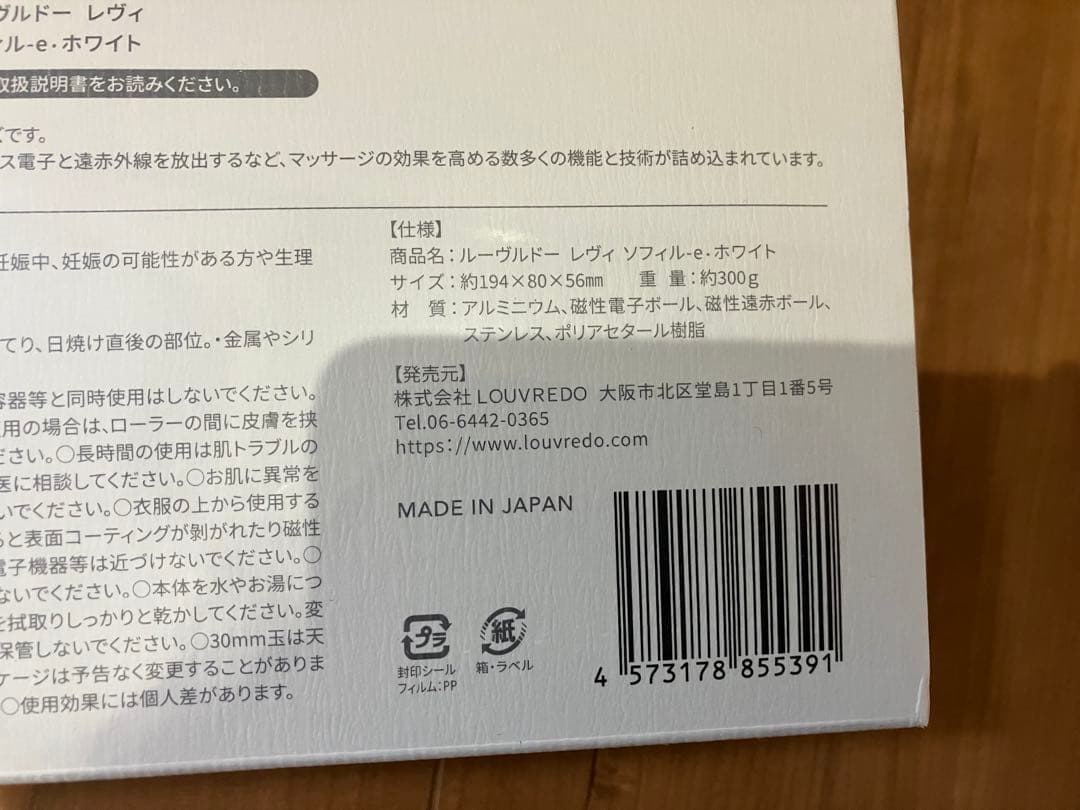 ヴルドー レヴィ
ィル-e・ホワイト
取扱説明書をお読みください。
ズです。
ス電子と遠赤外線を放出するなど、マッサージの効果を高める数多くの機能と技術が詰め込まれています。
妊娠中、妊娠の可能性がある方や生理
てり、日焼け直後の部位。・金属やシリ
容器等と同時使用はしないでください。
使用の場合は、ローラーの間に皮膚を挟
ださい。○長時間の使用は肌トラブルの
医に相談してください。○お肌に異常を
いでください。○衣服の上から使用する
ると表面コーティングが剝がれたり磁性
電子機器等は近づけないでください。○
ないでください。○本体を水やお湯につ
を拭取りしっかりと乾かしてください。変
保管しないでください。○30mm玉は天
ケージは予告なく変更することがありま
○使用効果には個人差があります。
【仕様】
商品名：ルーヴルドー レヴィ ソフィル-e・ホワイト
サイズ：約194×80×56㎜ 重 量：約300g
材 質：アルミニウム、磁性電子ボール、磁性遠赤ボール、
ステンレス、ポリアセタール樹脂
【発売元】
株式会社 LOUVREDO 大阪市北区堂島1丁目1番5号
Tel.06-6442-0365
https://www.louvredo.com
MADE IN JAPAN
プラ
封印シール
フィルム：PP
紙
箱・ラベル
4 573178 855391